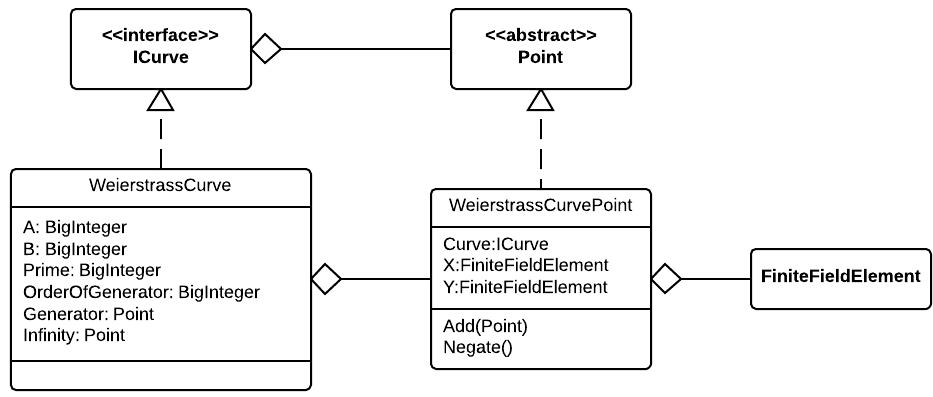 <<interface>>
ICurve
<<abstract>>
Point
WeierstrassCurve
A: BigInteger
B: BigInteger
Prime: BigInteger
OrderOfGenerator: BigInteger
Generator: Point
Infinity: Point
WeierstrassCurvePoint
Curve:ICurve
X:FiniteFieldElement
Y:FiniteFieldElement
Add(Point)
Negate()
FiniteFieldElement